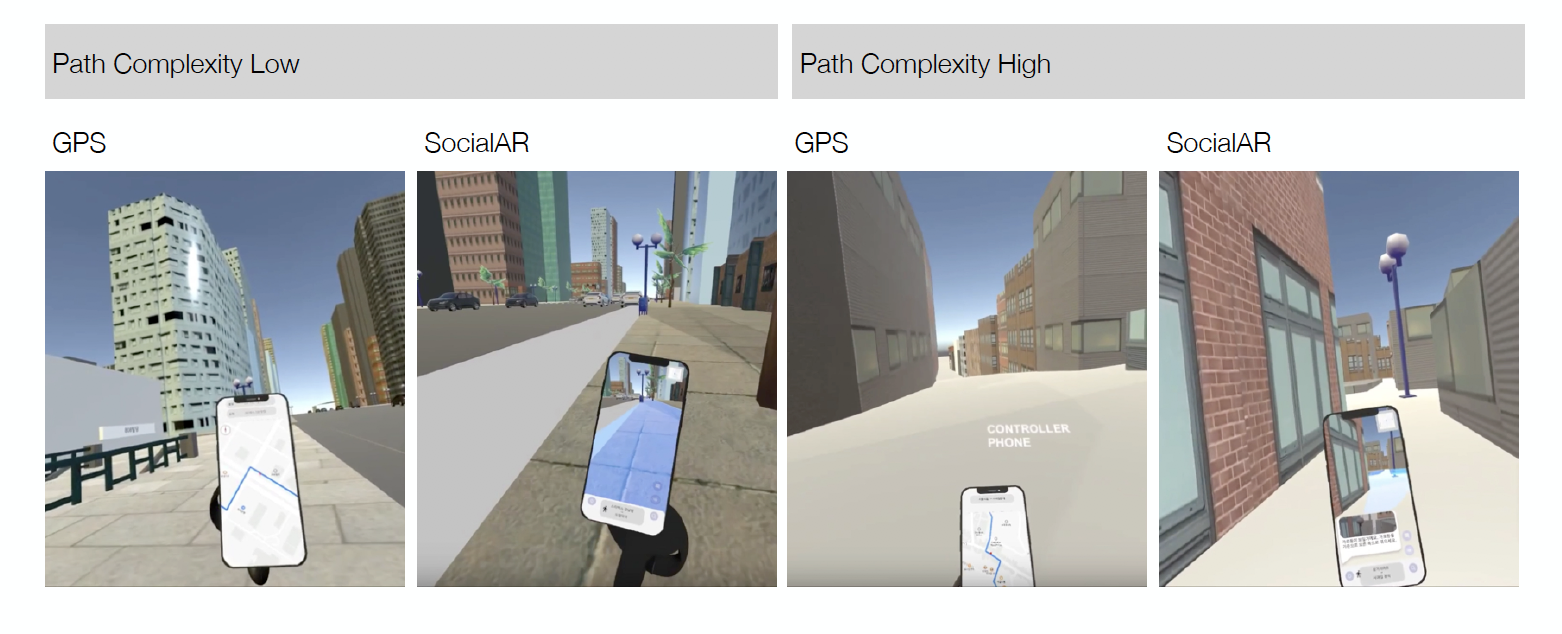 Path Complexity Low
Path Complexity High
GPS
SocialAR
GPS
SocialAR
CONTROLLER
PHONE